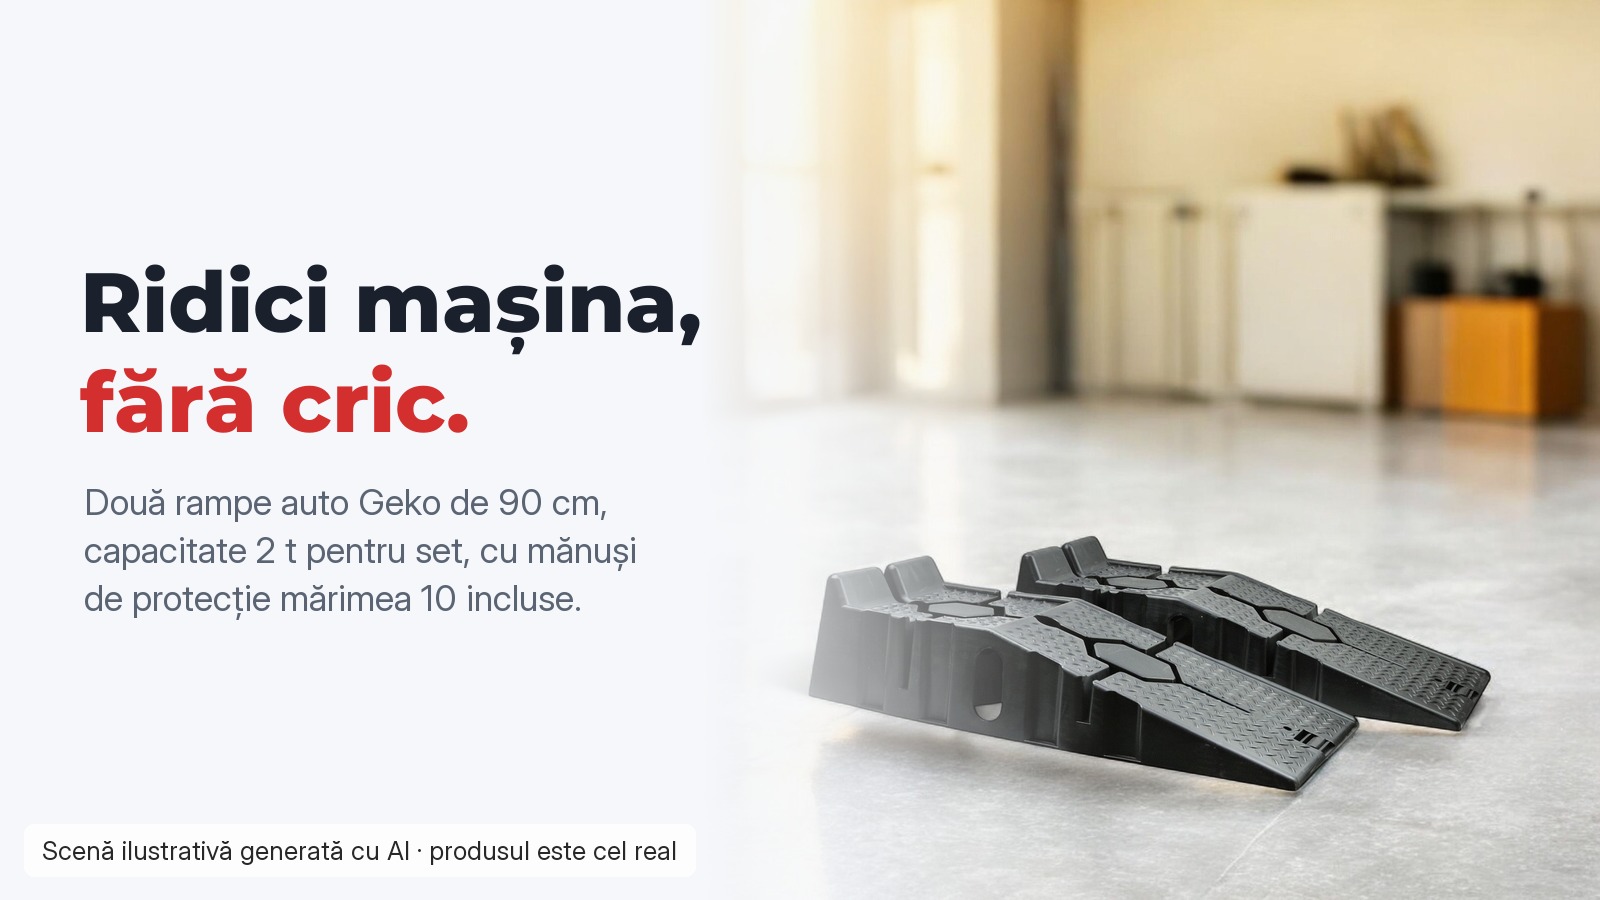 Ridici mașina,
fără cric.
Două rampe auto Geko de 90 cm,
capacitate 2 t pentru set, cu mănuși
de protecție mărimea 10 incluse.
Scenă ilustrativă generată cu AI · produsul este cel real